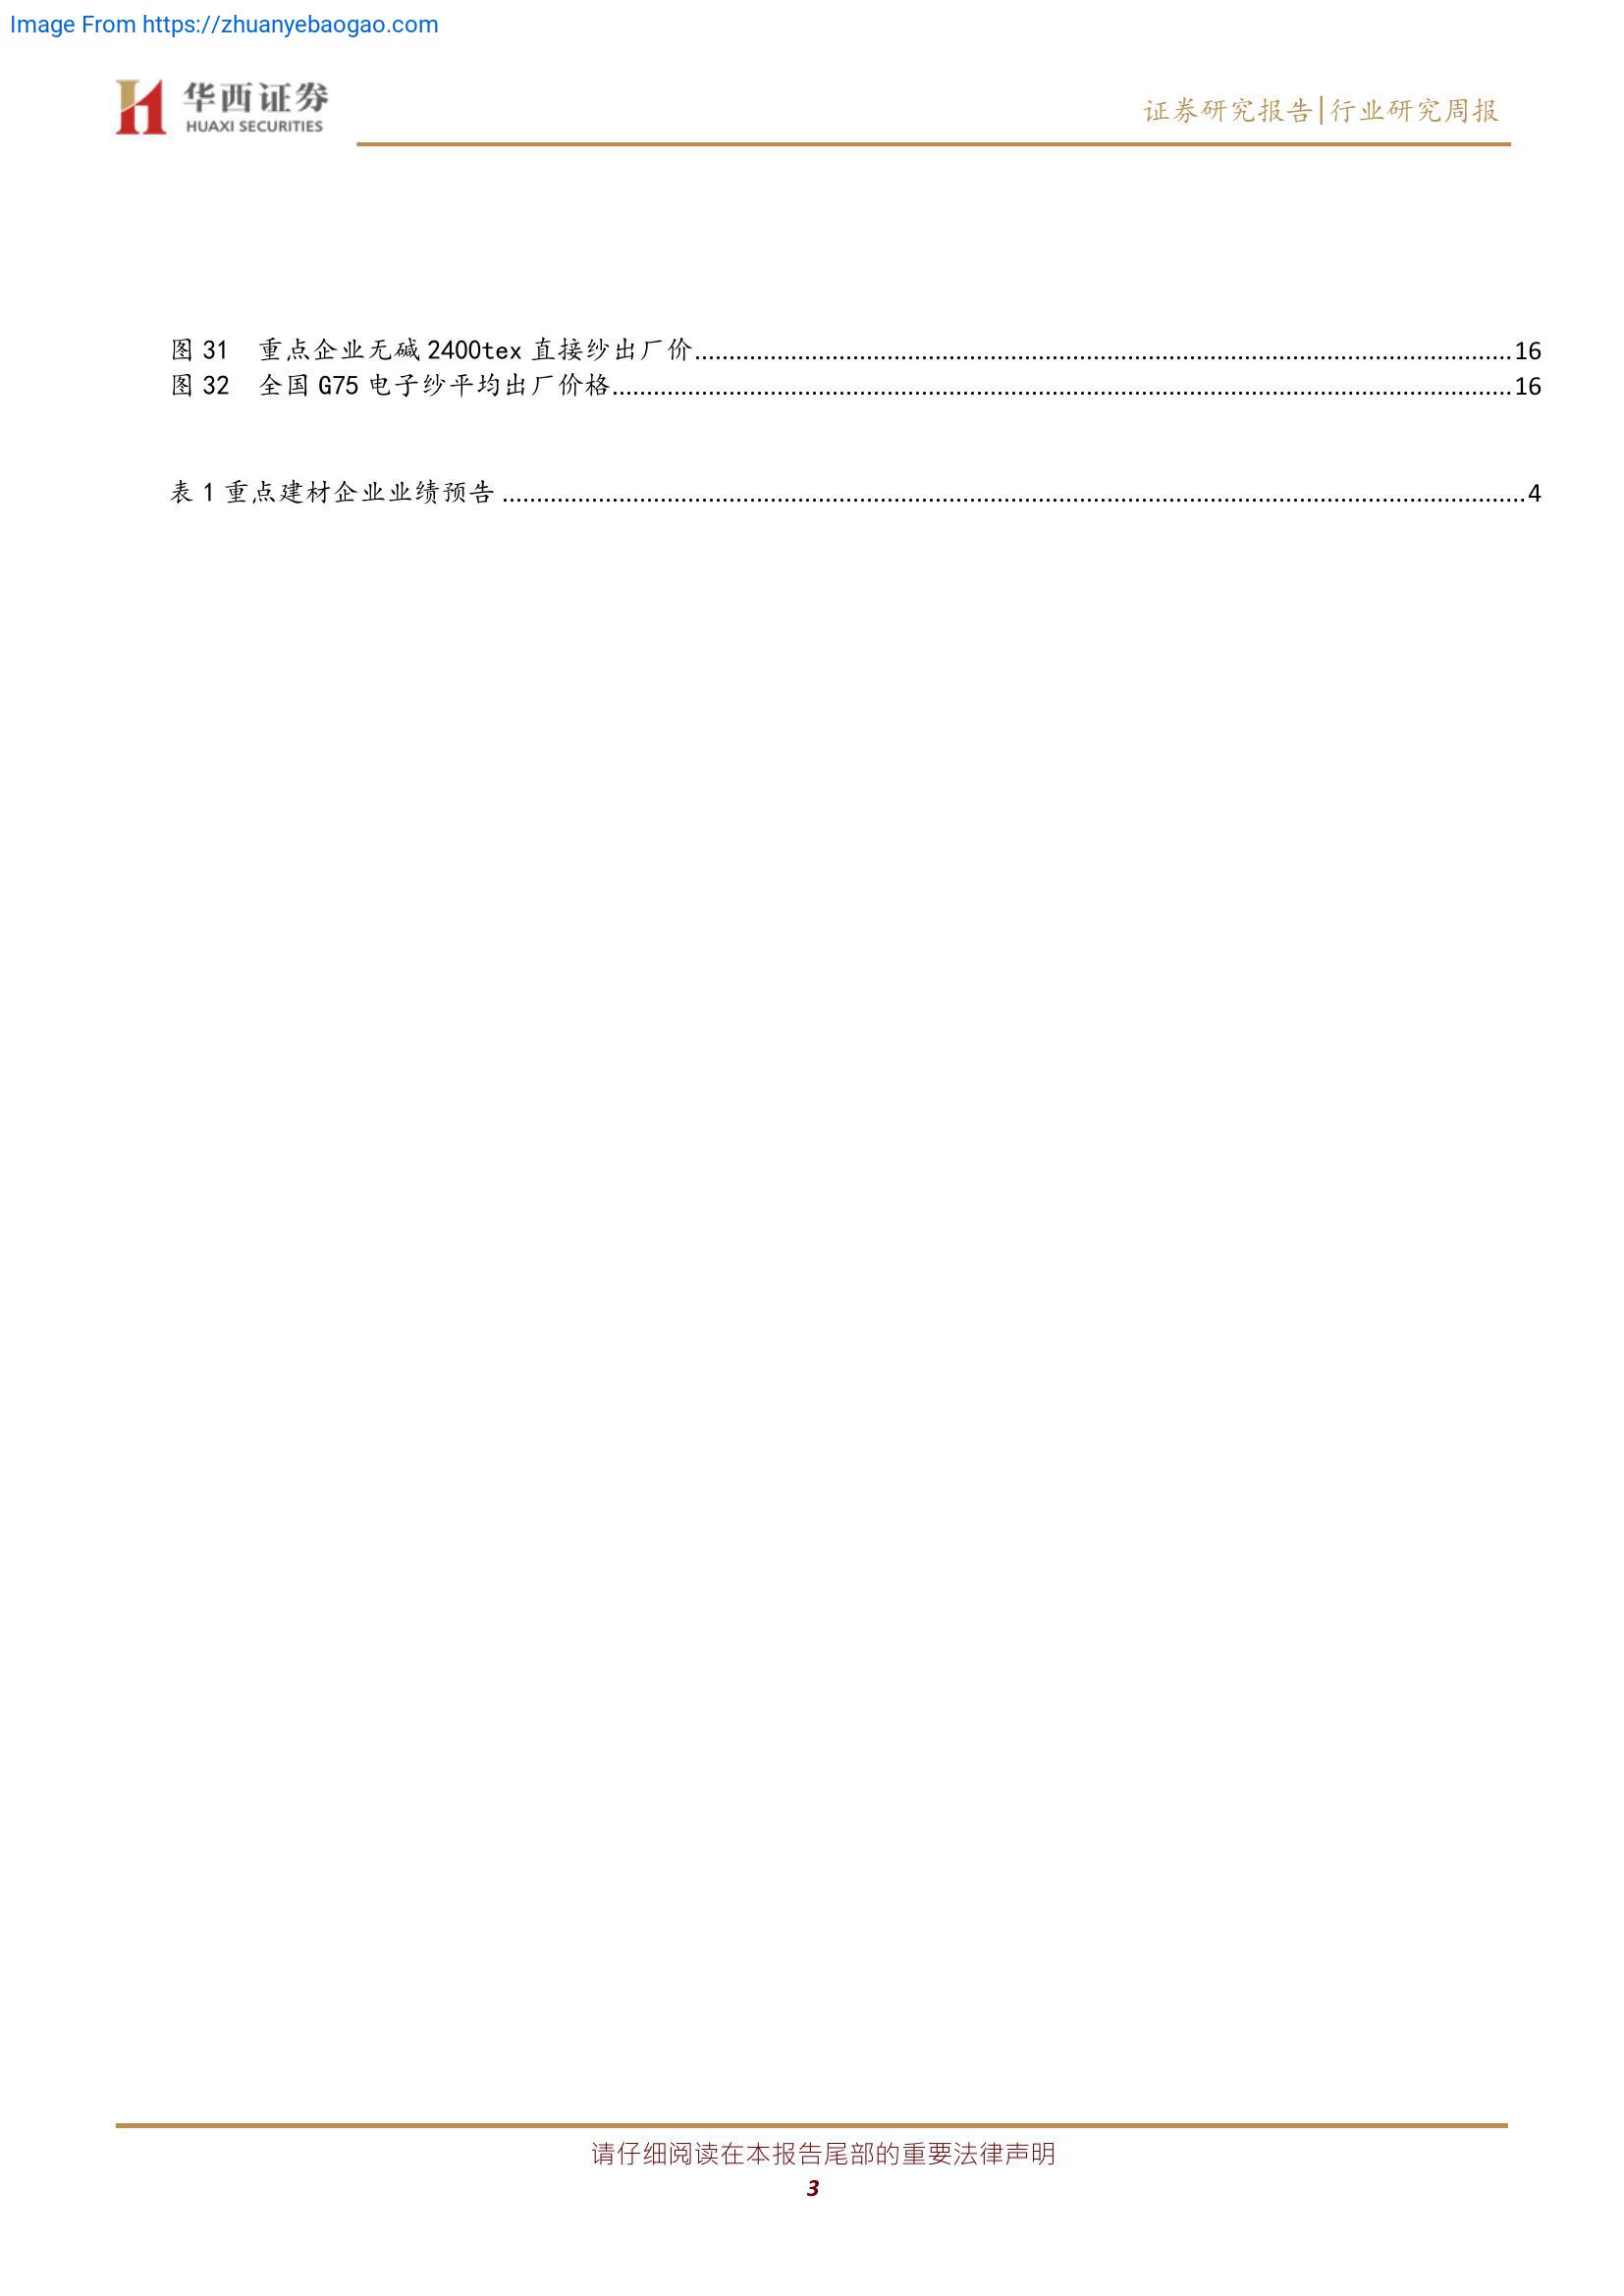 Image From https://zhuanyebaogao.com
华西证券
HUAXI SECURITIES
证券研究报告|行业研究周报
图 31 重点企业无碱 2400tex 直接纱出厂价........................16
图 32 全国 G75 电子纱平均出厂价格........................16
表 1 重点建材企业业绩预告........................4
请仔细阅读在本报告尾部的重要法律声明
3